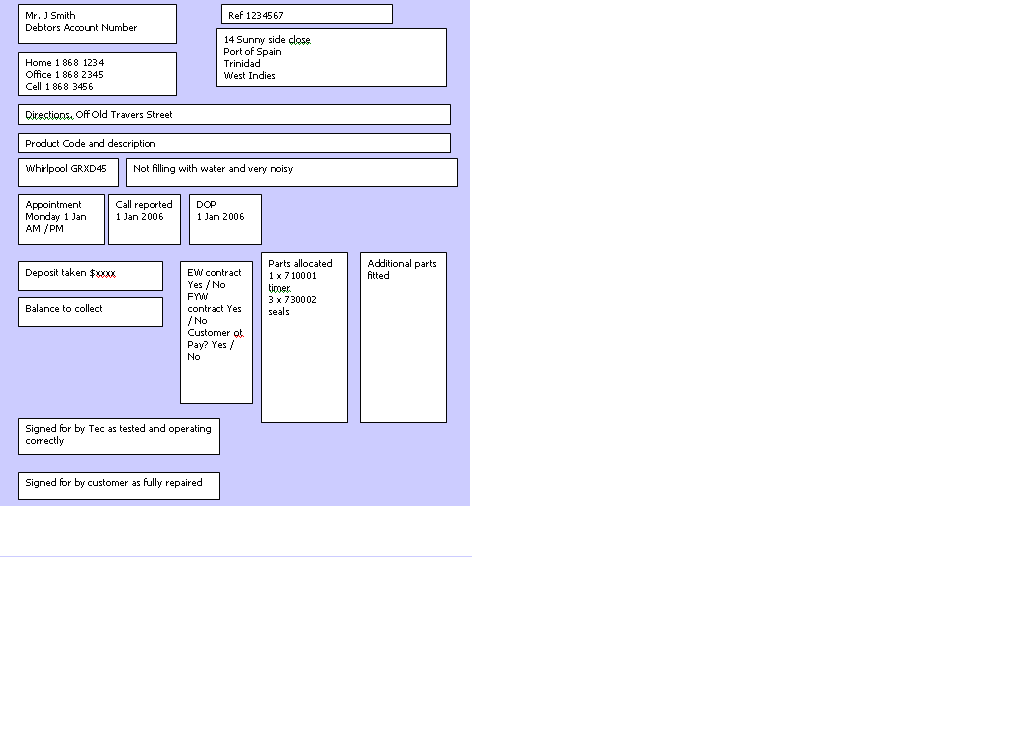 Mr. J Smith
Debtors Account Number
Ref 1234567
14 Sunny side close
Port of Spain
Trinidad
West Indies
Home 1 868 1234
Office 1 868 2345
Cell 1 868 3456
Directions. Off Old Travers Street
Product Code and description
Whirlpool GRXD45
Not filling with water and very noisy
Appointment
Monday 1 Jan
AM / PM
Call reported
1 Jan 2006
DOP
1 Jan 2006
Deposit taken $xxxx
Balance to collect
EW contract
Yes / No
FYW
contract Yes
/ No
Customer ot
Pay? Yes /
No
Parts allocated
1 x 710001
timer.
3 x 730002
seals
Additional parts
fitted
Signed for by Tec as tested and operating
correctly
Signed for by customer as fully repaired